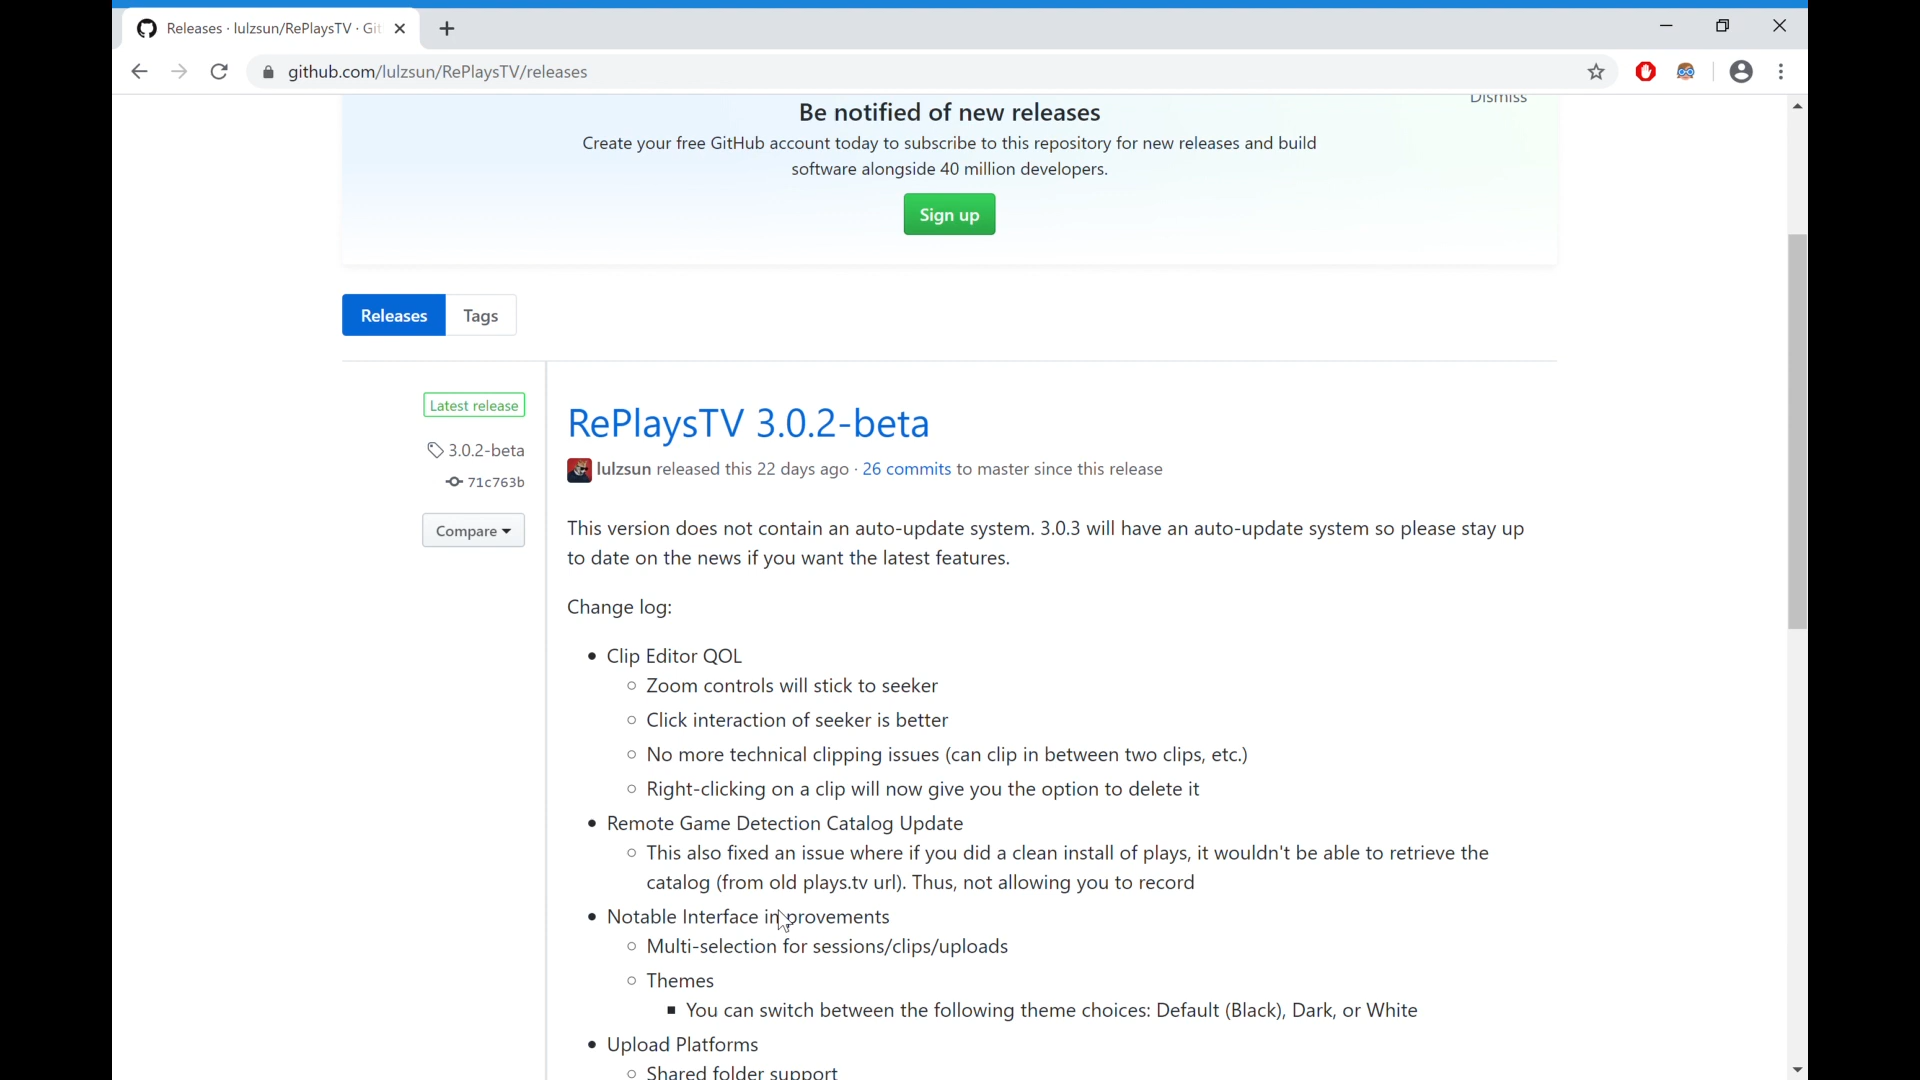 Releases · lulzsun/RePlaysTV · Git
github.com/lulzsun/RePlaysTV/releases
Dismiss
Be notified of new releases
Create your free GitHub account today to subscribe to this repository for new releases and build
software alongside 40 million developers.
Sign up
Releases
Tags
Latest release
3.0.2-beta
71c763b
Compare
RePlaysTV 3.0.2-beta
lulzsun released this 22 days ago · 26 commits to master since this release
This version does not contain an auto-update system. 3.0.3 will have an auto-update system so please stay up
to date on the news if you want the latest features.
Change log:
• Clip Editor QOL
○ Zoom controls will stick to seeker
○ Click interaction of seeker is better
○ No more technical clipping issues (can clip in between two clips, etc.)
○ Right-clicking on a clip will now give you the option to delete it
• Remote Game Detection Catalog Update
○ This also fixed an issue where if you did a clean install of plays, it wouldn't be able to retrieve the
catalog (from old plays.tv url). Thus, not allowing you to record
• Notable Interface improvements
○ Multi-selection for sessions/clips/uploads
○ Themes
▪ You can switch between the following theme choices: Default (Black), Dark, or White
• Upload Platforms
○ Shared folder support